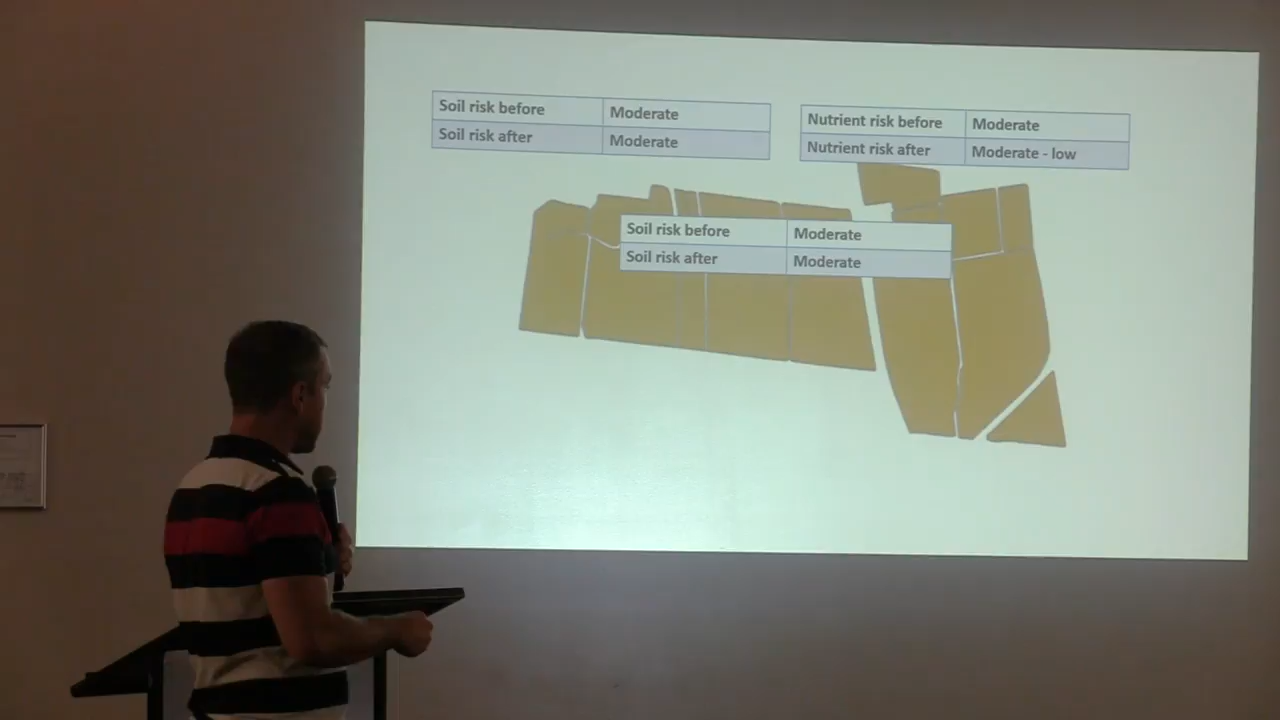 Soil risk before Moderate
Soil risk after Moderate
Nutrient risk before Moderate
Nutrient risk after Moderate - low
Soil risk before Moderate
Soil risk after Moderate